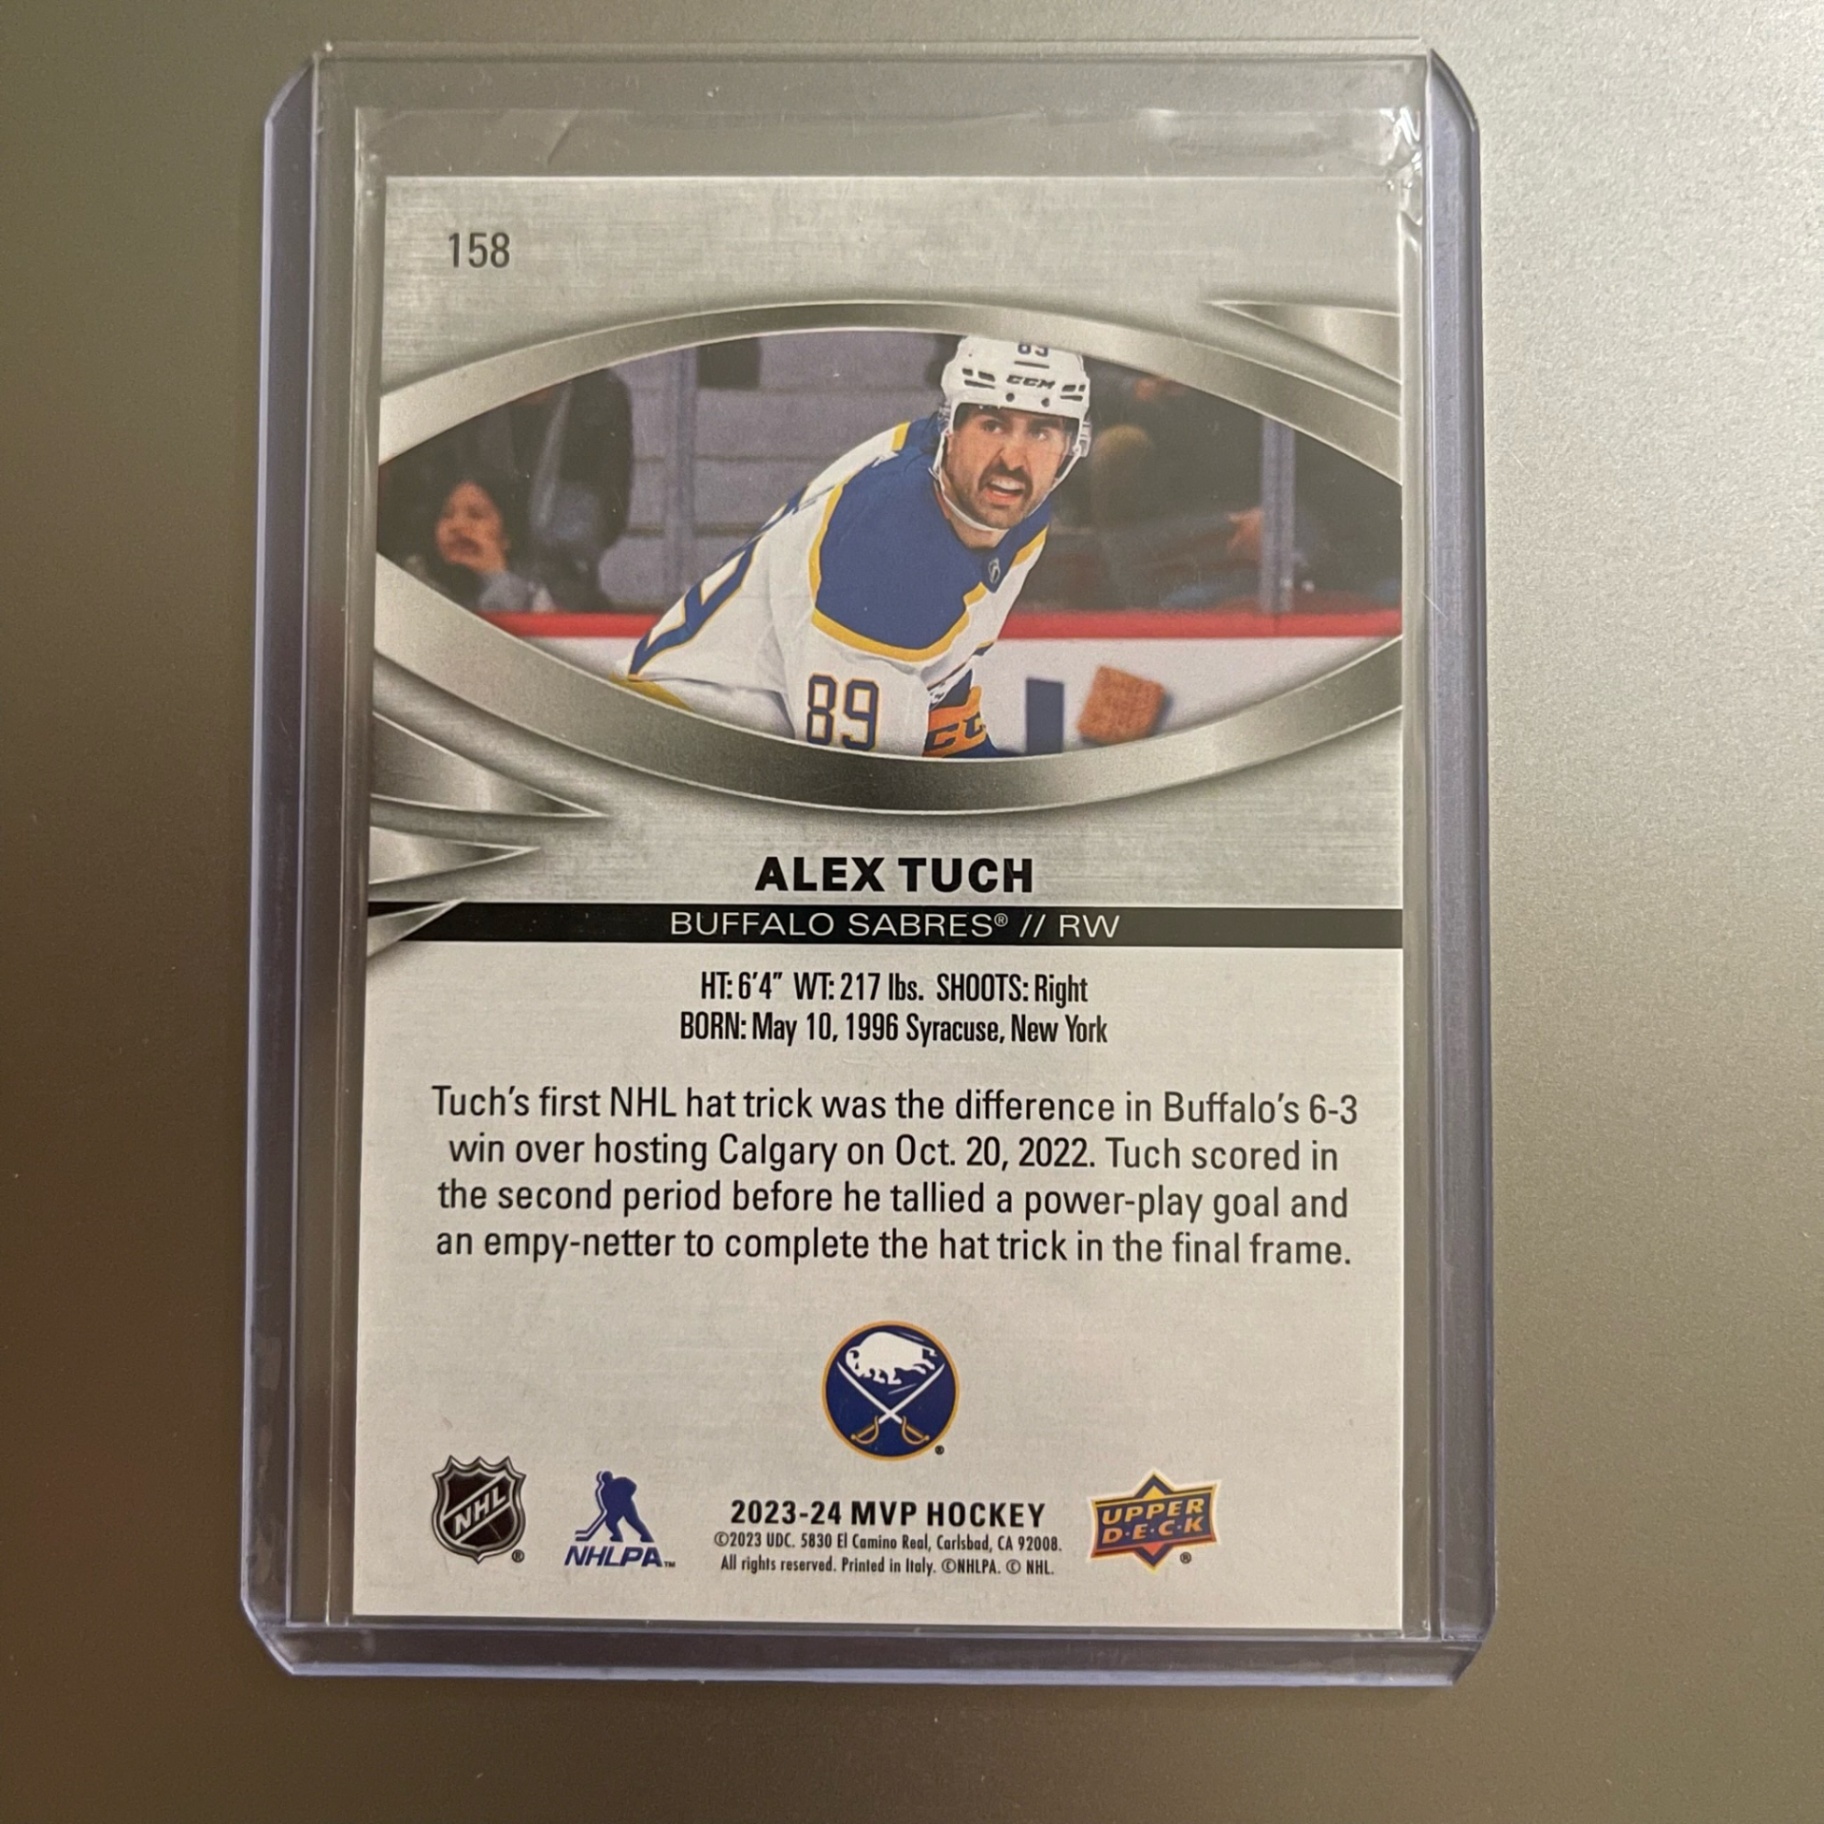 158
89
CCM
89
ALEX TUCH
BUFFALO SABRES® // RW
HT: 6'4" WT: 217 lbs. SHOOTS: Right
BORN: May 10, 1996 Syracuse, New York
Tuch's first NHL hat trick was the difference in Buffalo's 6-3
win over hosting Calgary on Oct. 20, 2022. Tuch scored in
the second period before he tallied a power-play goal and
an empy-netter to complete the hat trick in the final frame.
NHL ®
NHLPA™
2023-24 MVP HOCKEY
©2023 UDC. 5830 El Camino Real, Carlsbad, CA 92008.
All rights reserved. Printed in Italy. ©NHLPA. © NHL.
UPPER
D·E·C·K ®